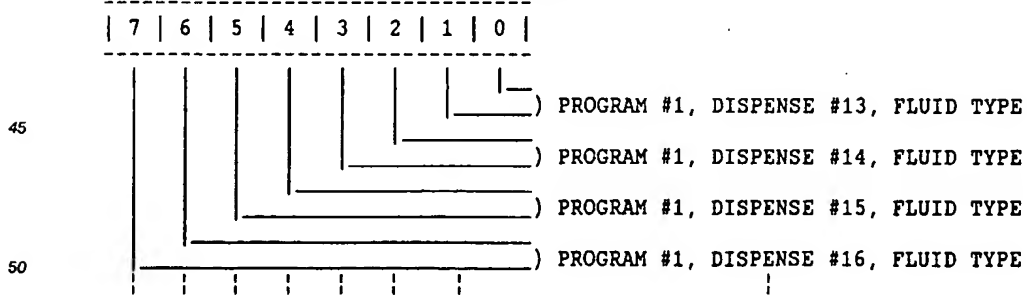 | 7 | 6 | 5 | 4 | 3 | 2 | 1 | 0 |
) PROGRAM #1, DISPENSE #13, FLUID TYPE
45
) PROGRAM #1, DISPENSE #14, FLUID TYPE
) PROGRAM #1, DISPENSE #15, FLUID TYPE
) PROGRAM #1, DISPENSE #16, FLUID TYPE
50